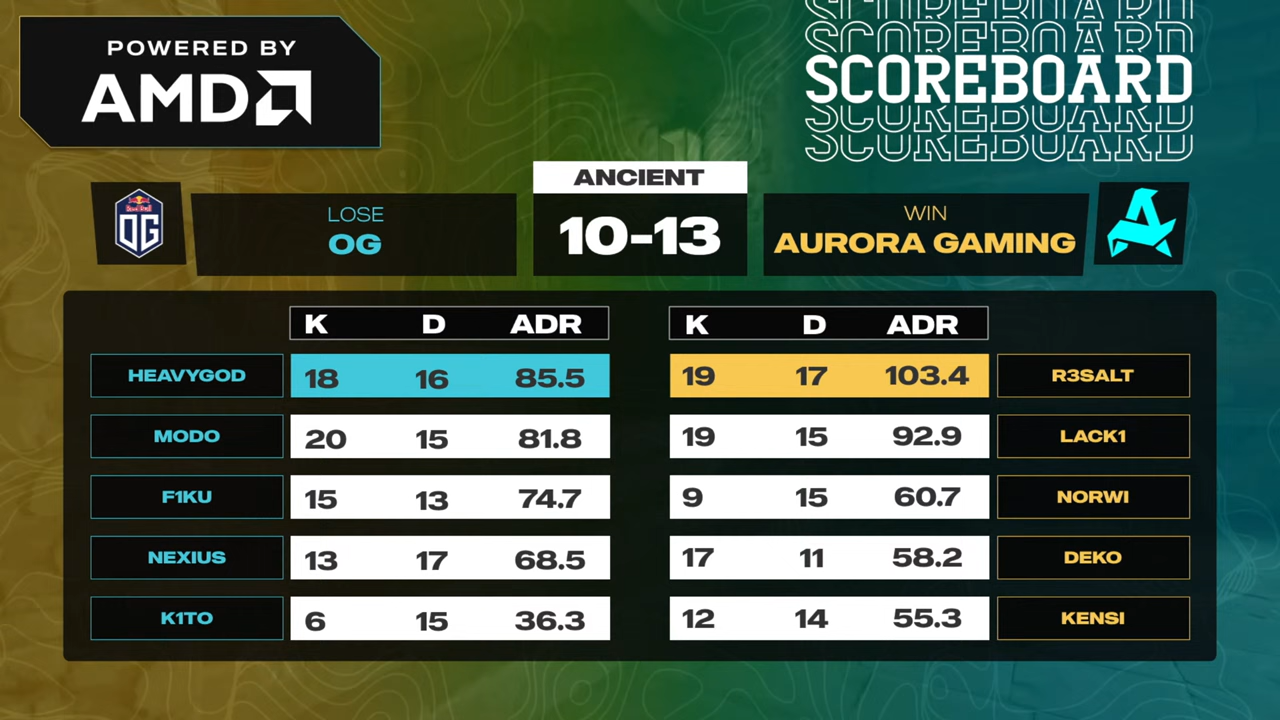 POWERED BY
AMD
SCOREBOARD
SCOREBOARD
SCOREBOARD
SCOREBOARD
SCOREBOARD
ANCIENT
Red Bull
OG
LOSE
OG
10-13
WIN
AURORA GAMING
K D ADR K D ADR
HEAVYGOD 18 16 85.5 19 17 103.4 R3SALT
MODO 20 15 81.8 19 15 92.9 LACK1
F1KU 15 13 74.7 9 15 60.7 NORWI
NEXIUS 13 17 68.5 17 11 58.2 DEKO
K1TO 6 15 36.3 12 14 55.3 KENSI